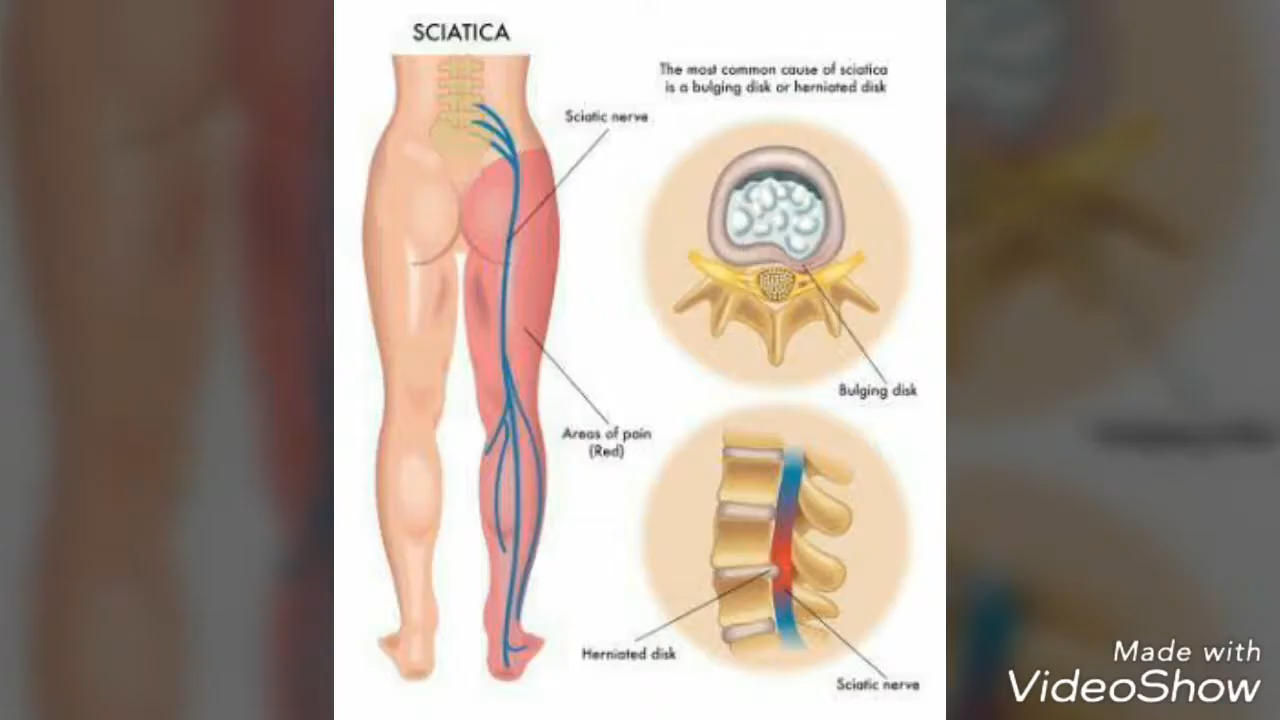 SCIATICA
The most common cause of sciatica
is a bulging disk or herniated disk
Sciatic nerve
Bulging disk
Areas of pain
(Red)
Herniated disk
Sciatic nerve
Made with
VideoShow